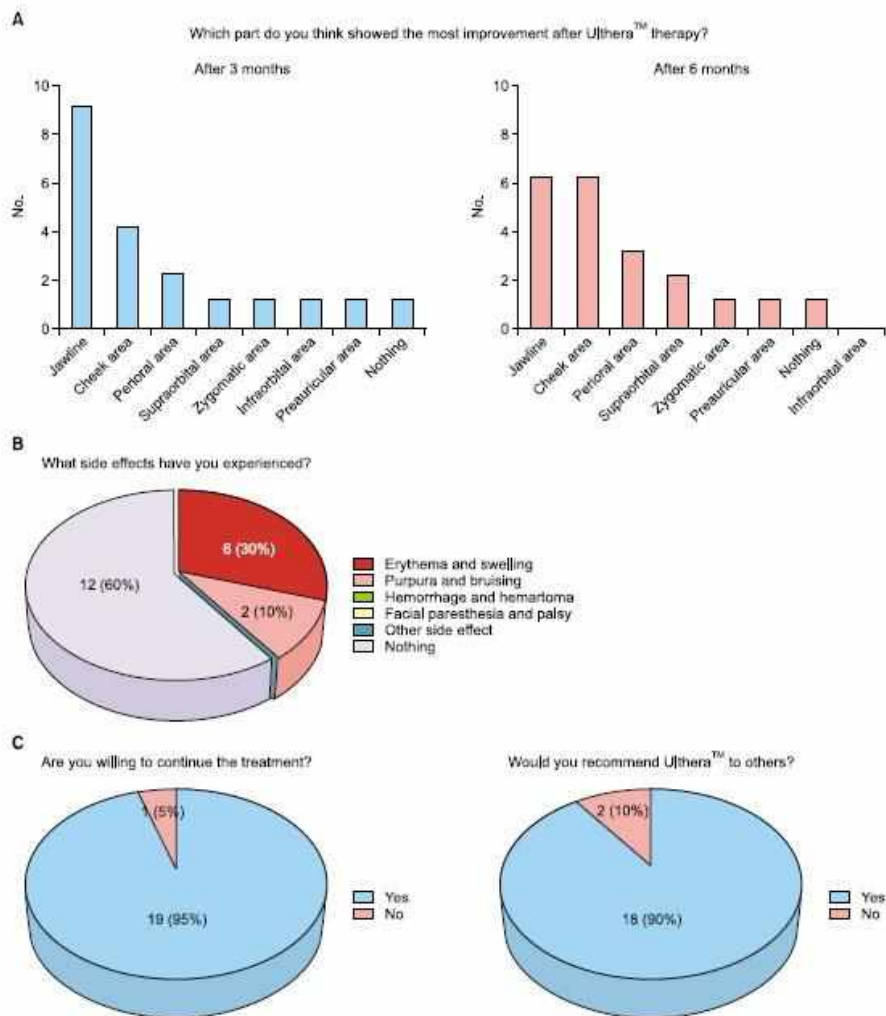 A
Which part do you think showed the most improvement after Ulthera™ therapy?
After 3 months
10
8
6
4
2
0
No.
Jawline
Cheek area
Perioral area
Supraorbital area
Zygomatic area
Infraorbital area
Preauricular area
Nothing
After 6 months
10
8
6
4
2
0
No.
Jawline
Cheek area
Perioral area
Supraorbital area
Zygomatic area
Preauricular area
Nothing
Infraorbital area
B
What side effects have you experienced?
12 (60%)
6 (30%)
2 (10%)
Erythema and swelling
Purpura and bruising
Hemorrhage and hemartoma
Facial paresthesia and palsy
Other side effect
Nothing
C
Are you willing to continue the treatment?
1 (5%)
19 (95%)
Yes
No
Would you recommend Ulthera™ to others?
2 (10%)
18 (90%)
Yes
No